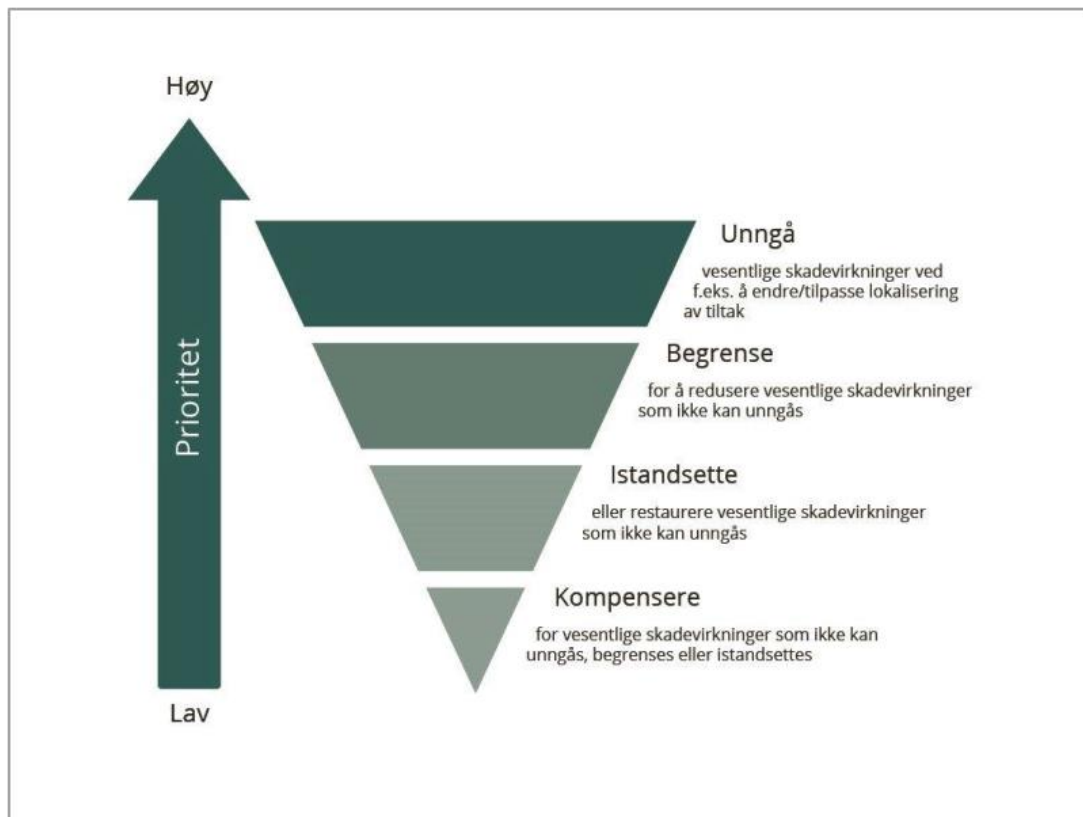 Høy
Prioritet
Lav
Unngå
vesentlige skadevirkninger ved
f.eks. å endre/tilpasse lokalisering
av tiltak
Begrense
for å redusere vesentlige skadevirkninger
som ikke kan unngås
Istandsette
eller restaurere vesentlige skadevirkninger
som ikke kan unngås
Kompensere
for vesentlige skadevirkninger som ikke kan
unngås, begrenses eller istandsettes